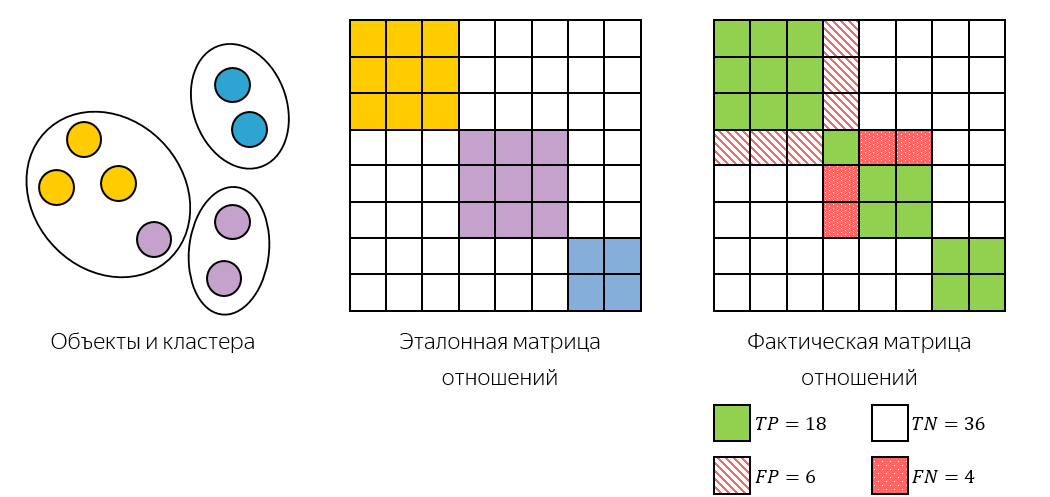 Объекты и кластера
Эталонная матрица
отношений
Фактическая матрица
отношений
TP = 18
TN = 36
FP = 6
FN = 4